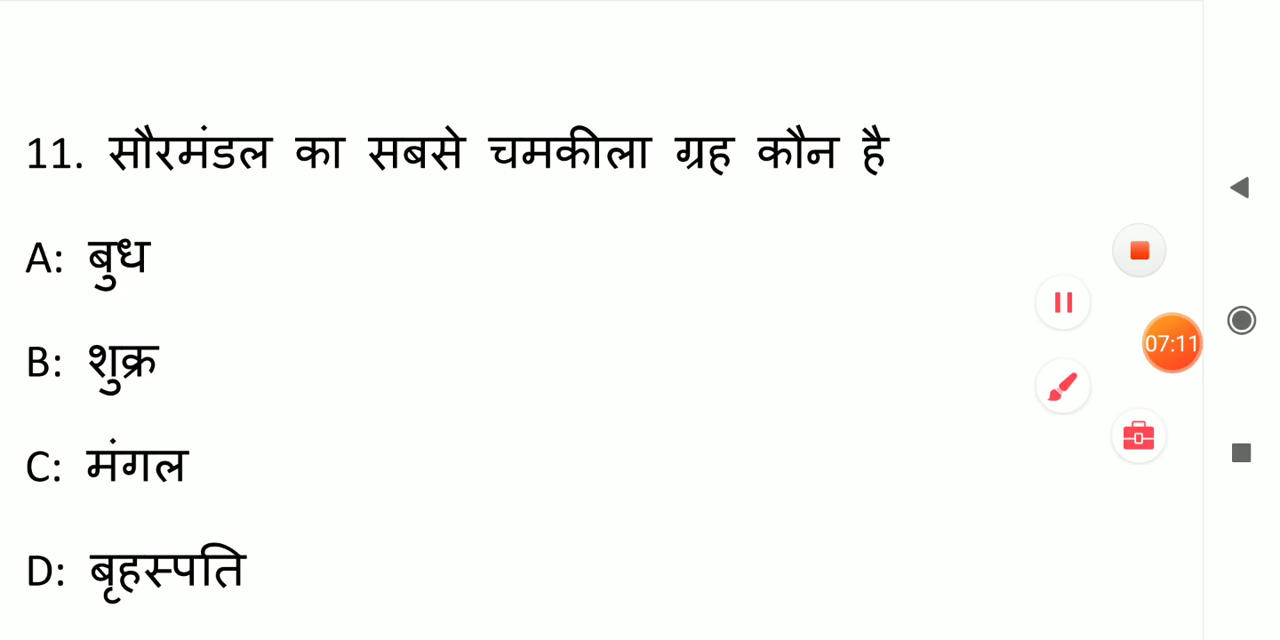 11. सौरमंडल का सबसे चमकीला ग्रह कौन है
A: बुध
B: शुक्र
C: मंगल
D: बृहस्पति
07:11